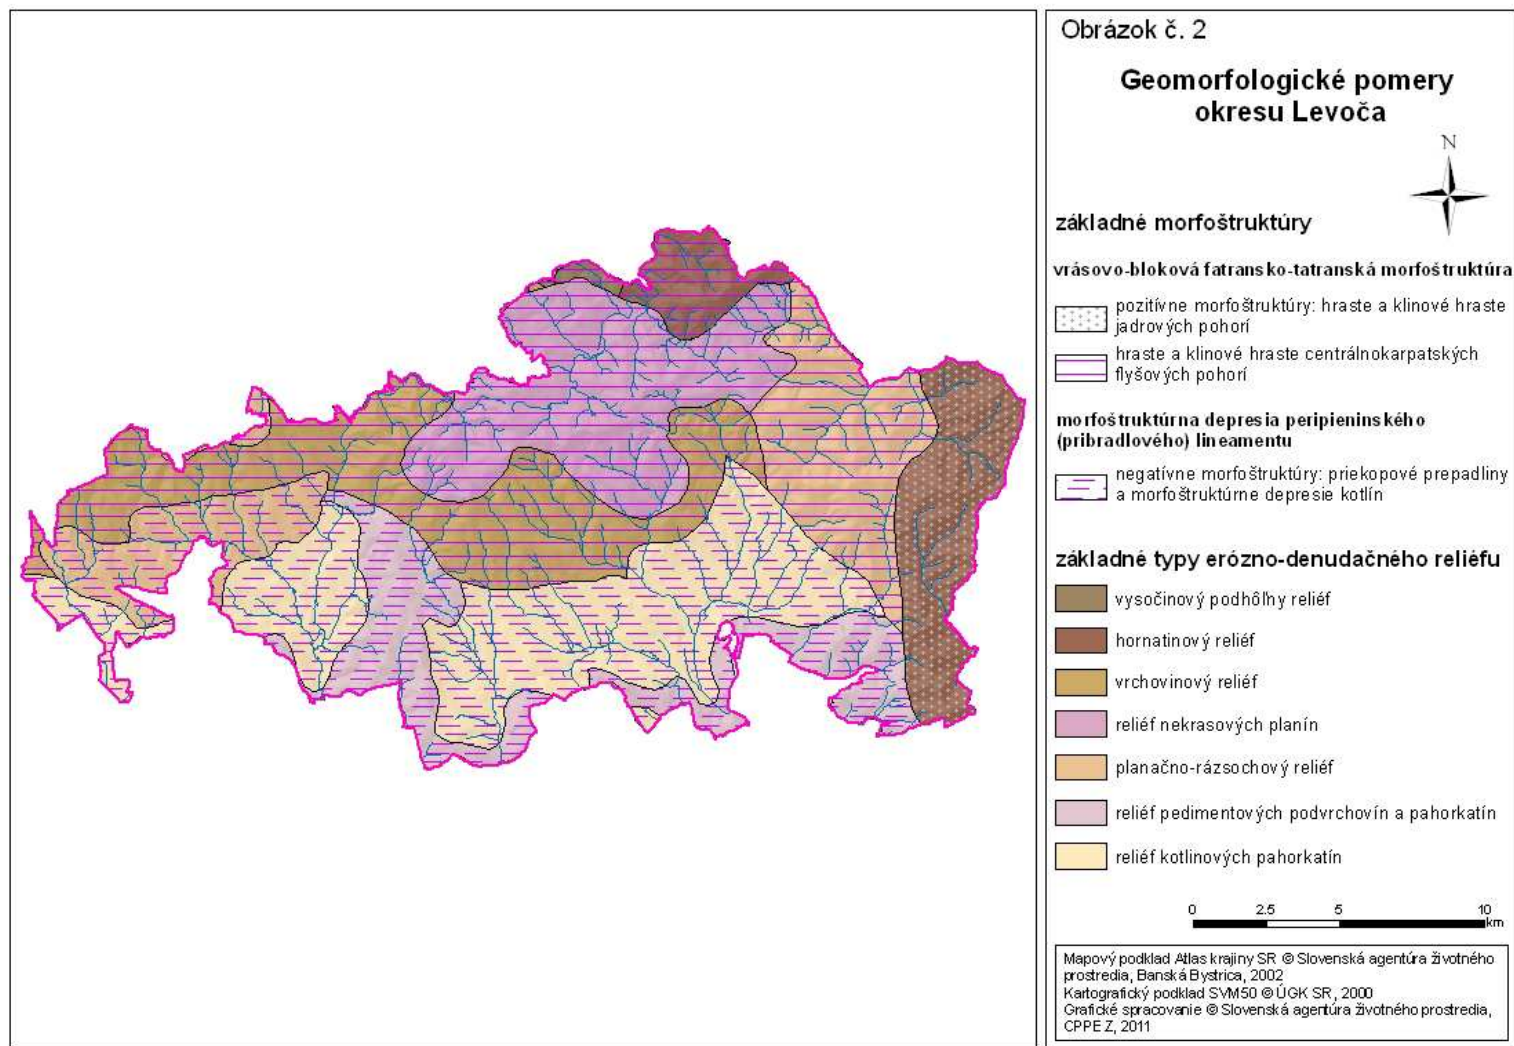 Obrázok č. 2
Geomorfologické pomery
okresu Levoča
N
základné morfoštruktúry
vrásovo-bloková fatransko-tatranská morfoštruktúra
pozitívne morfoštruktúry: hraste a klinové hraste
jadrových pohorí
hraste a klinové hraste centrálnokarpatských
flyšových pohorí
morfoštruktúrna depresia peripieninského
(pribradlového) lineamentu
negatívne morfoštruktúry: priekopové prepadliny
a morfoštruktúrne depresie kotlín
základné typy erózno-denudačného reliéfu
vysočinový podhôľny reliéf
hornatinový reliéf
vrchovinový reliéf
reliéf nekrasových planín
planačno-rázsochový reliéf
reliéf pedimentových podvrchovín a pahorkatín
reliéf kotlinových pahorkatín
0 2.5 5 10
km
Mapový podklad Atlas krajiny SR © Slovenská agentúra životného
prostredia, Banská Bystrica, 2002
Kartografický podklad SVM50 © ÚGK SR, 2000
Grafické spracovanie © Slovenská agentúra životného prostredia,
CPPE Z, 2011